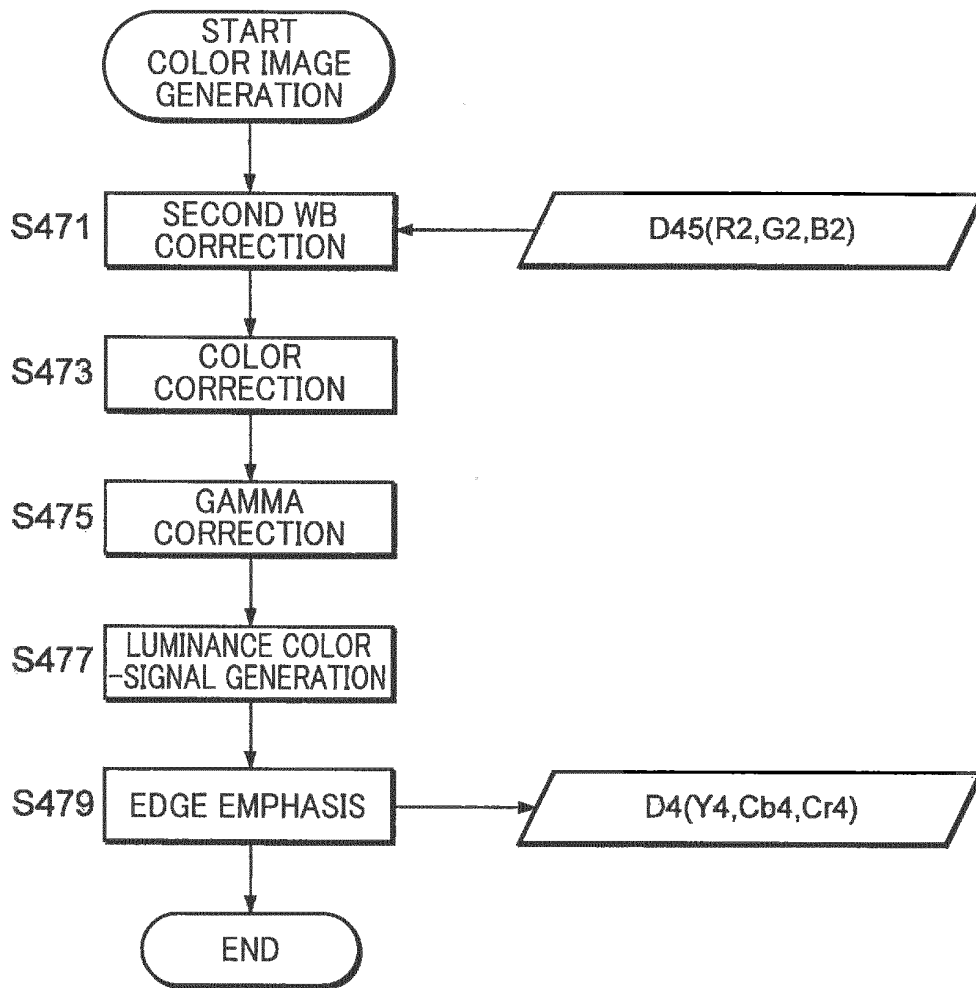 START
COLOR IMAGE
GENERATION
S471
SECOND WB
CORRECTION
D45(R2,G2,B2)
S473
COLOR
CORRECTION
S475
GAMMA
CORRECTION
S477
LUMINANCE COLOR
-SIGNAL GENERATION
S479
EDGE EMPHASIS
D4(Y4,Cb4,Cr4)
END